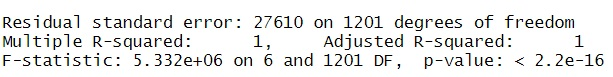 Residual standard error: 27610 on 1201 degrees of freedom
Multiple R-squared:      1,	Adjusted R-squared:      1
F-statistic: 5.332e+06 on 6 and 1201 DF,  p-value: < 2.2e-16